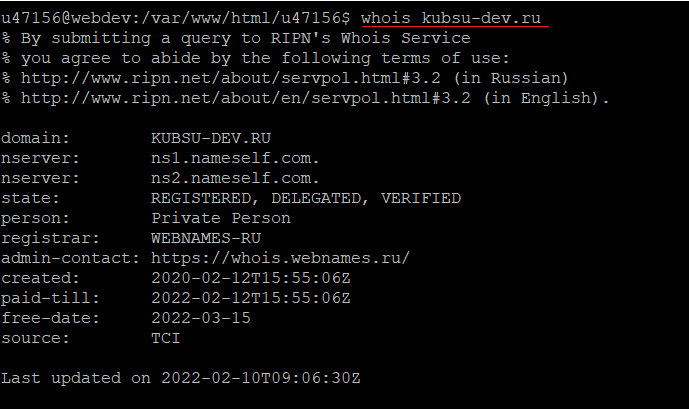 u47156@webdev:/var/www/html/u47156$ whois kubsu-dev.ru
% By submitting a query to RIPN's Whois Service
% you agree to abide by the following terms of use:
% http://www.ripn.net/about/servpol.html#3.2 (in Russian)
% http://www.ripn.net/about/en/servpol.html#3.2 (in English).

domain:        KUBSU-DEV.RU
nserver:       ns1.nameself.com.
nserver:       ns2.nameself.com.
state:         REGISTERED, DELEGATED, VERIFIED
person:        Private Person
registrar:     WEBNAMES-RU
admin-contact: https://whois.webnames.ru/
created:       2020-02-12T15:55:06Z
paid-till:     2022-02-12T15:55:06Z
free-date:     2022-03-15
source:        TCI

Last updated on 2022-02-10T09:06:30Z